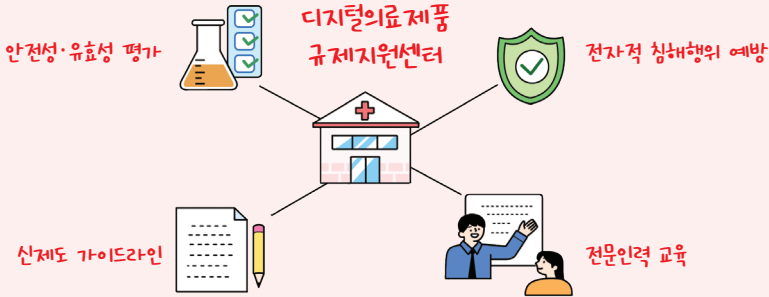 디지털의료제품
규제지원센터
안전성·유효성 평가
전자적 침해행위 예방
신제도 가이드라인
전문인력 교육